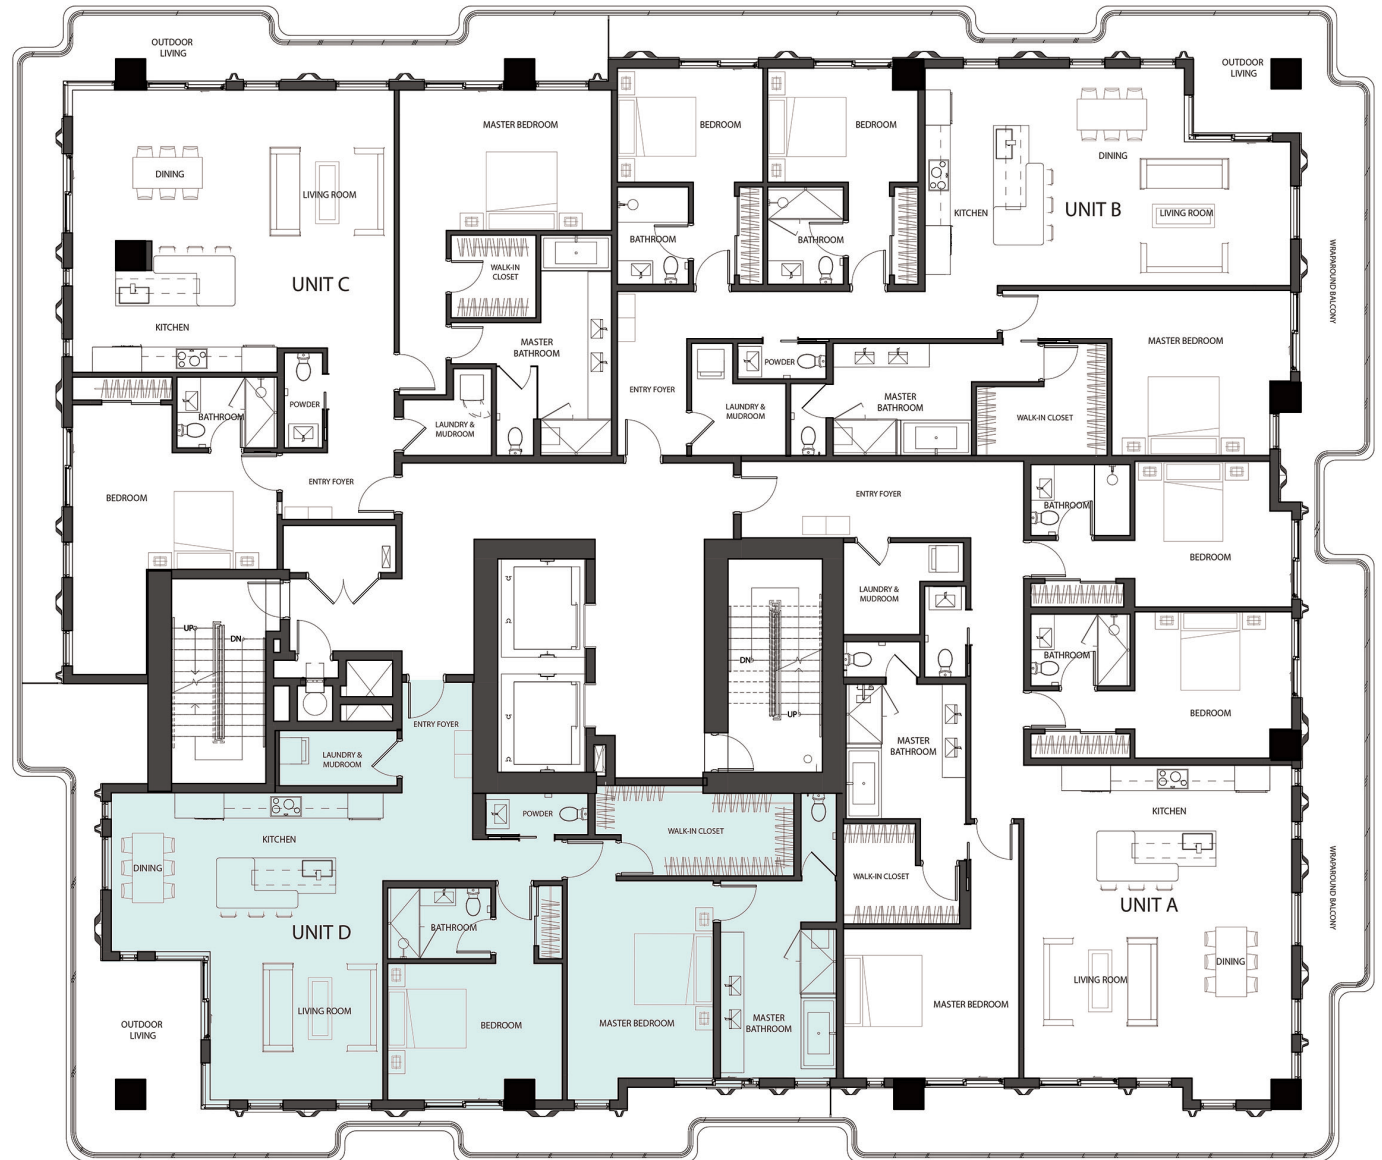 OUTDOOR
LIVING
MASTER BEDROOM
DINING
LIVING ROOM
WALK-IN
CLOSET
UNIT C
KITCHEN
MASTER
BATHROOM
POWDER
BATHROOM
LAUNDRY &
MUDROOM
ENTRY FOYER
BEDROOM
BEDROOM
BEDROOM
BATHROOM
BATHROOM
OUTDOOR
LIVING
DINING
KITCHEN
UNIT B
LIVING ROOM
WRAPAROUND BALCONY
MASTER BEDROOM
POWDER
ENTRY FOYER
LAUNDRY &
MUDROOM
MASTER
BATHROOM
WALK-IN CLOSET
ENTRY FOYER
BATHROOM
BEDROOM
LAUNDRY &
MUDROOM
BATHROOM
BEDROOM
MASTER
BATHROOM
KITCHEN
WALK-IN CLOSET
UNIT A
WRAPAROUND BALCONY
LIVING ROOM
DINING
MASTER BEDROOM
OUTDOOR
LIVING
UP
DN
DN
UP
ENTRY FOYER
LAUNDRY &
MUDROOM
POWDER
WALK-IN CLOSET
KITCHEN
DINING
UNIT D
BATHROOM
LIVING ROOM
BEDROOM
MASTER BEDROOM
MASTER
BATHROOM
OUTDOOR
LIVING